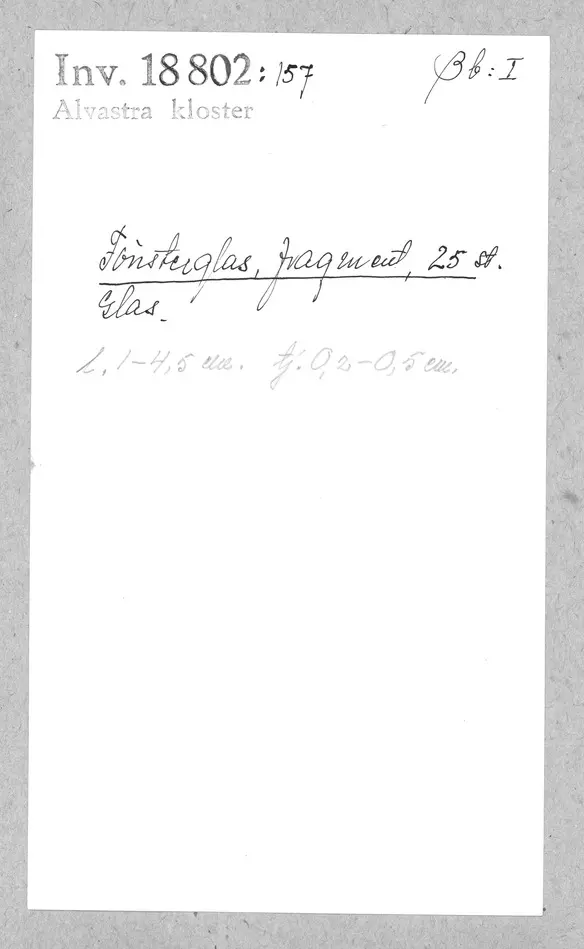 Inv. 18802:157 Bb:I
Alvastra kloster
Fönsterglas, fragment, 25 st.
Glas.
L. 1-4,5 cm. tj. 0,2-0,5 cm.